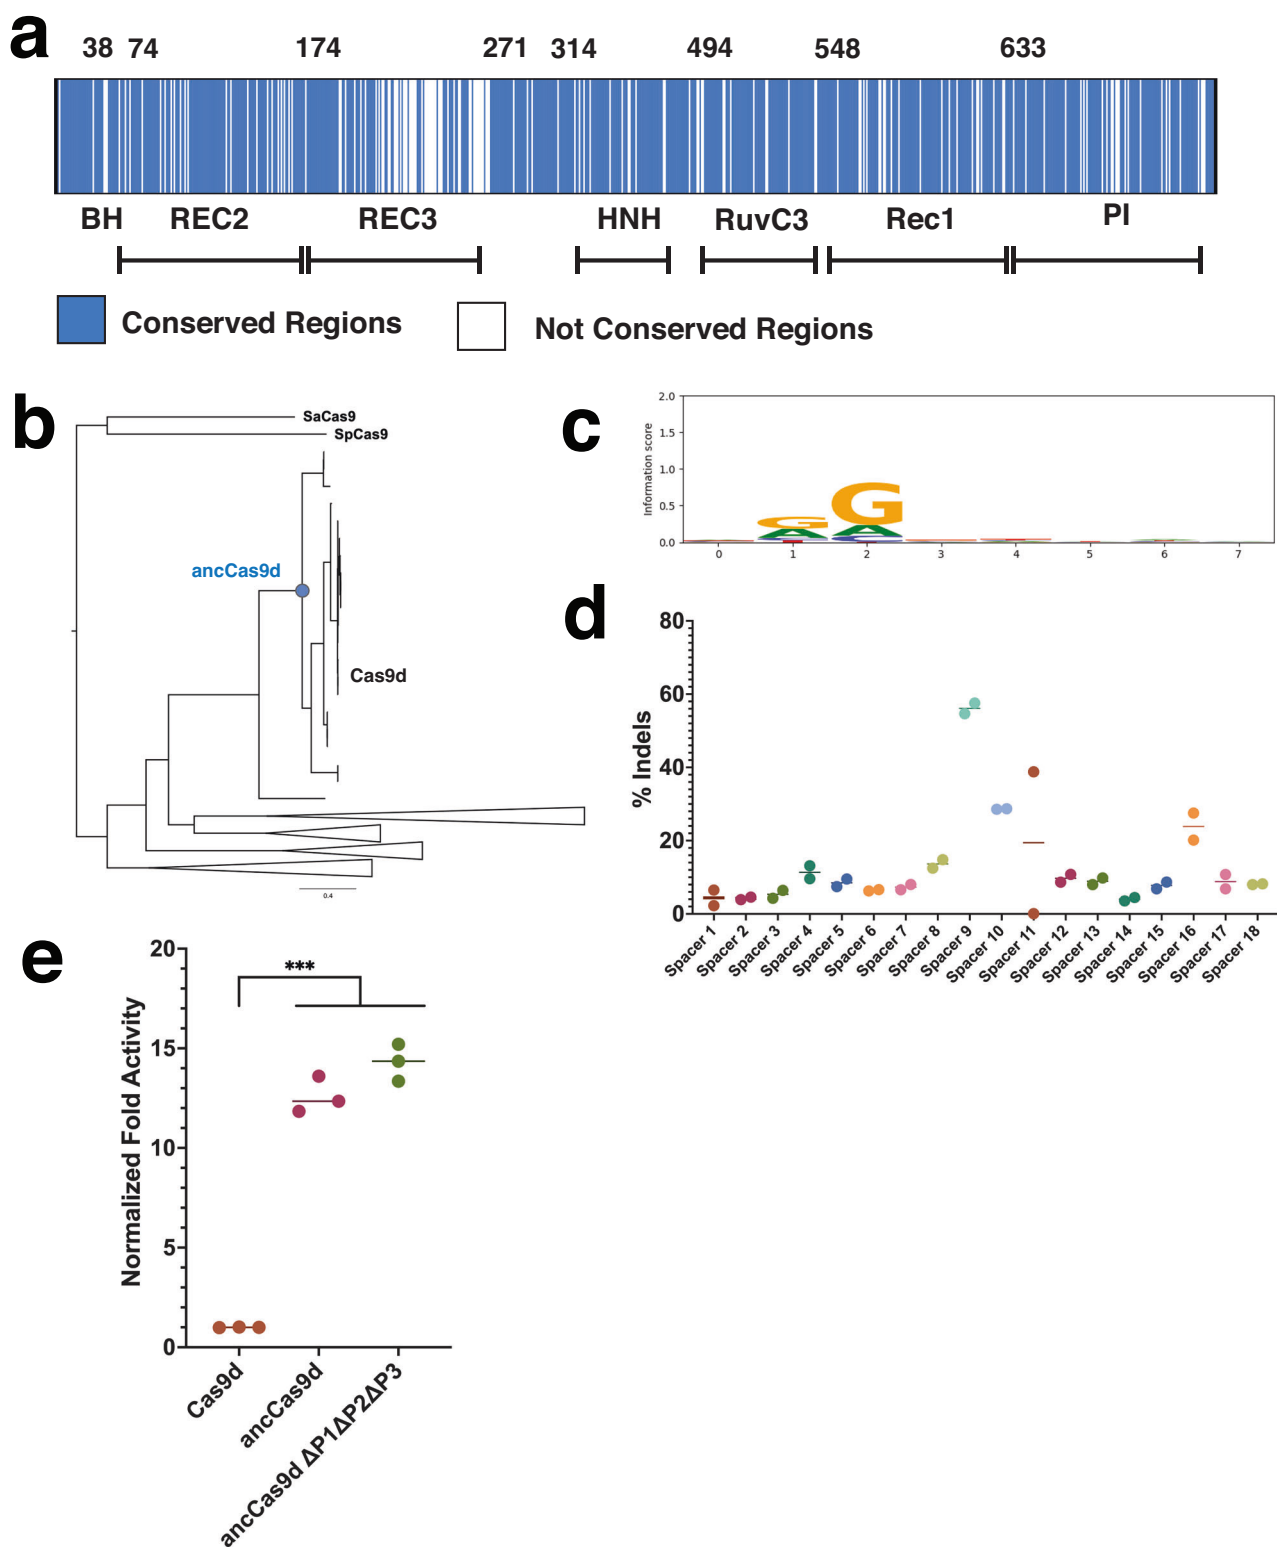 a
38 74 174 271 314 494 548 633
BH REC2 REC3 HNH RuvC3 Rec1 PI
Conserved Regions Not Conserved Regions
b
SaCas9
SpCas9
ancCas9d
Cas9d
0.4
c
Information score
2.0
1.5
1.0
0.5
0.0
G
A
G
A
C
0 1 2 3 4 5 6 7
d
% Indels
80
60
40
20
0
Spacer 1
Spacer 2
Spacer 3
Spacer 4
Spacer 5
Spacer 6
Spacer 7
Spacer 8
Spacer 9
Spacer 10
Spacer 11
Spacer 12
Spacer 13
Spacer 14
Spacer 15
Spacer 16
Spacer 17
Spacer 18
e
Normalized Fold Activity
20
15
10
5
0
***
Cas9d
ancCas9d
ancCas9d ΔP1ΔP2ΔP3